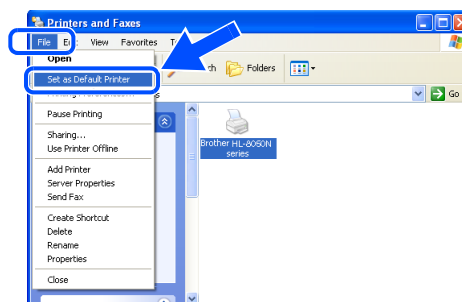 Printers and Faxes
File View Favorites
Open
Folders
Set as Default Printer
Go
Pause Printing
Sharing...
Use Printer Offline
Brother HL-8050N
series
Add Printer
Server Properties
Send Fax
Create Shortcut
Delete
Rename
Properties
Close